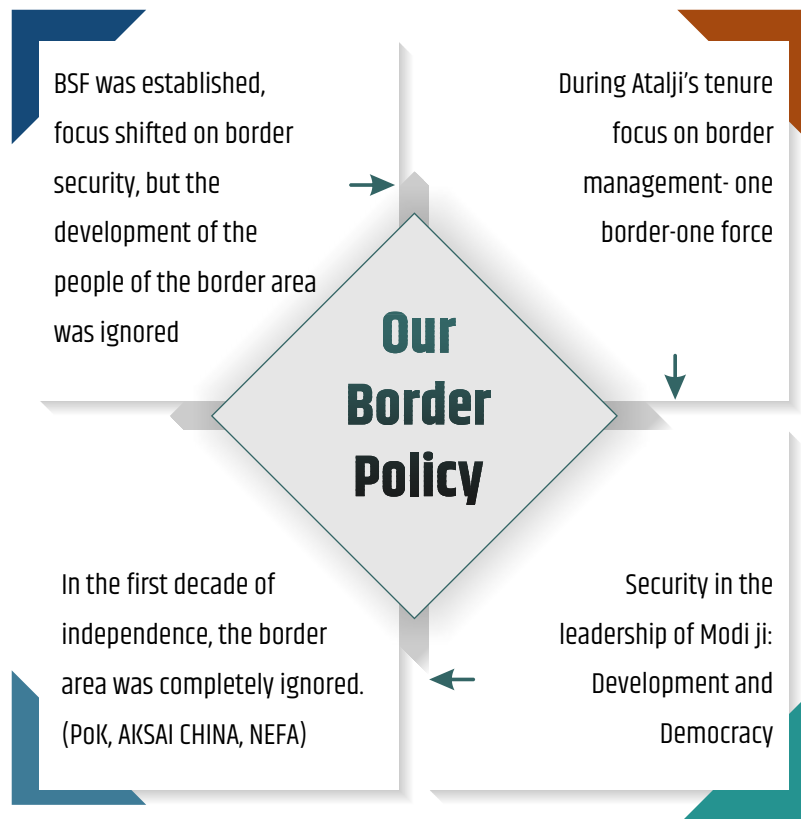 BSF was established,
focus shifted on border
security, but the
development of the
people of the border area
was ignored
During Atalji's tenure
focus on border
management- one
border-one force
Our
Border
Policy
In the first decade of
independence, the border
area was completely ignored.
(PoK, AKSAI CHINA, NEFA)
Security in the
leadership of Modi ji:
Development and
Democracy